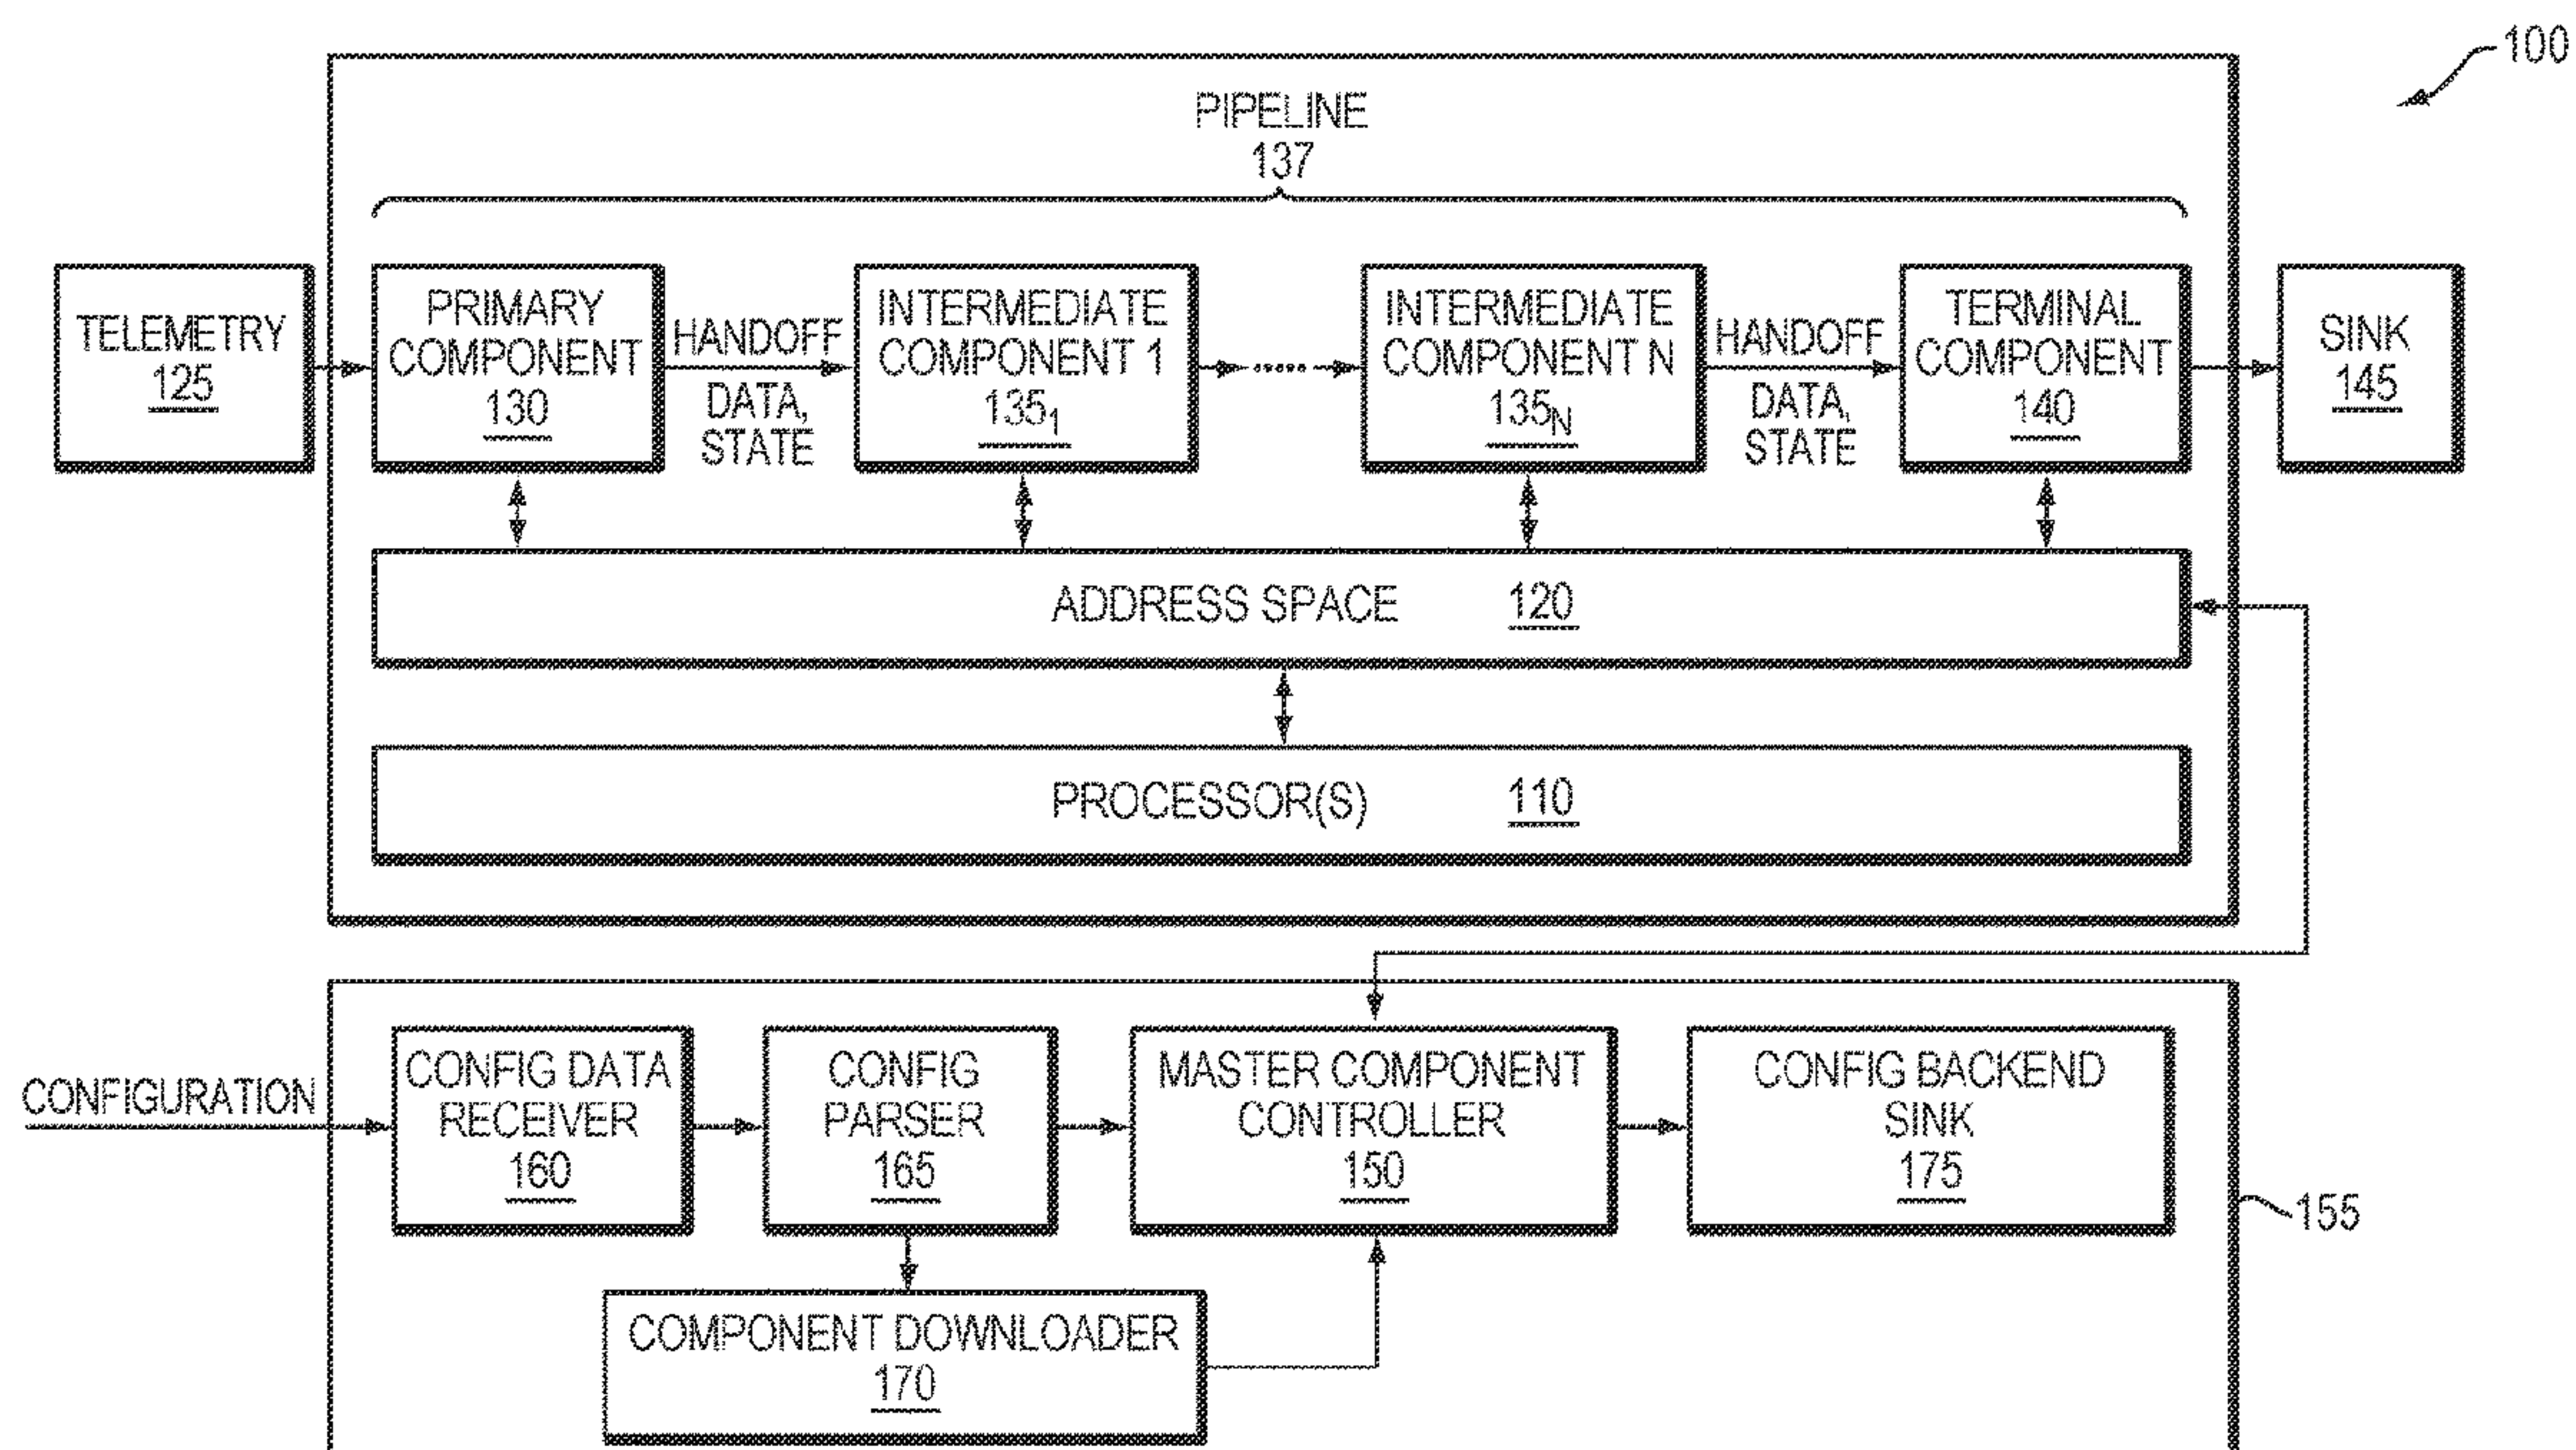 100
PIPELINE
137
TELEMETRY
125
PRIMARY
COMPONENT
130
HANDOFF
DATA,
STATE
INTERMEDIATE
COMPONENT 1
135₁
INTERMEDIATE
COMPONENT N
135N
HANDOFF
DATA,
STATE
TERMINAL
COMPONENT
140
SINK
145
ADDRESS SPACE 120
PROCESSOR(S) 110
CONFIGURATION
CONFIG DATA
RECEIVER
160
CONFIG
PARSER
165
MASTER COMPONENT
CONTROLLER
150
CONFIG BACKEND
SINK
175
155
COMPONENT DOWNLOADER
170